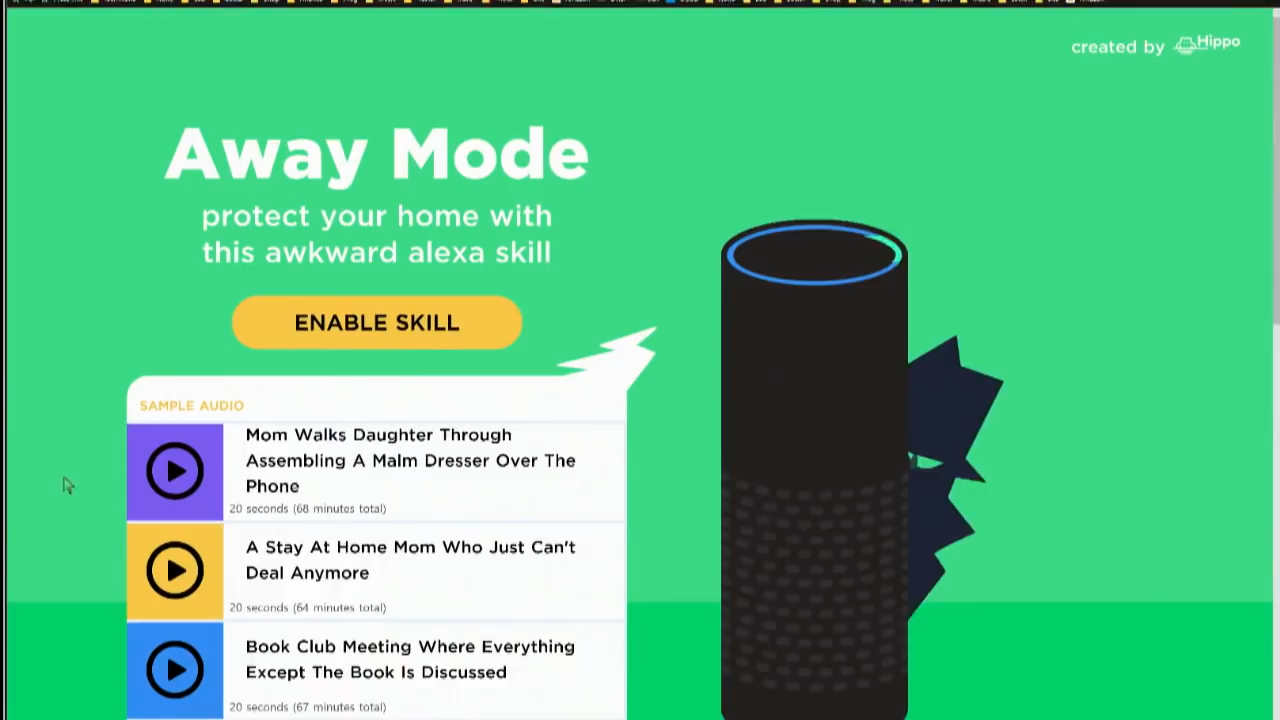 created by Hippo
Away Mode
protect your home with
this awkward alexa skill
ENABLE SKILL
SAMPLE AUDIO
Mom Walks Daughter Through
Assembling A Malm Dresser Over The
Phone
20 seconds (68 minutes total)
A Stay At Home Mom Who Just Can't
Deal Anymore
20 seconds (64 minutes total)
Book Club Meeting Where Everything
Except The Book Is Discussed
20 seconds (67 minutes total)